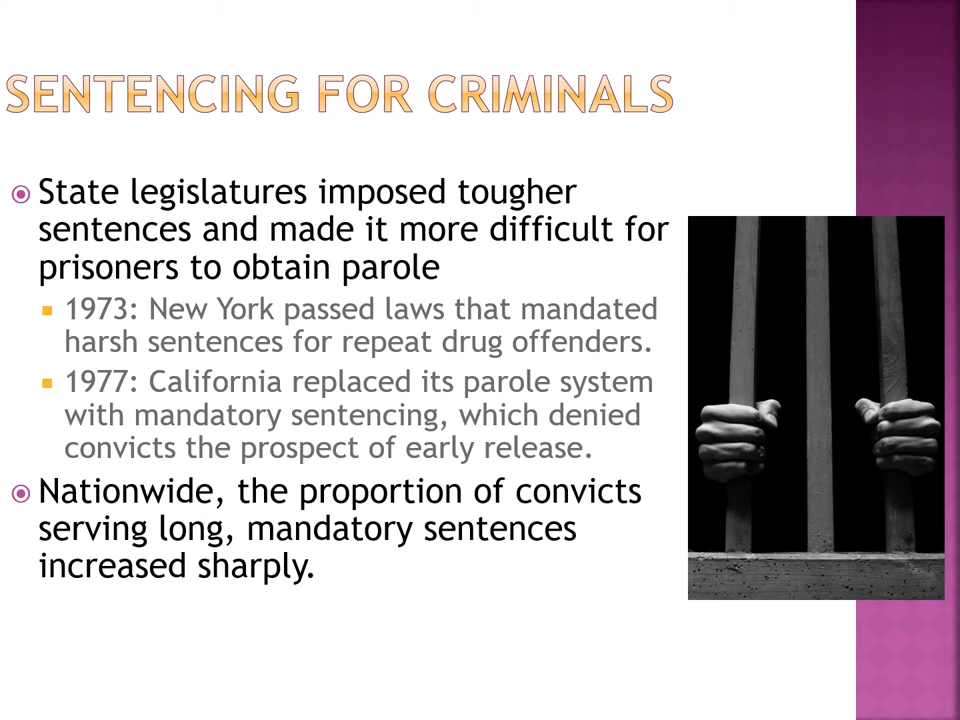 SENTENCING FOR CRIMINALS
State legislatures imposed tougher
sentences and made it more difficult for
prisoners to obtain parole
1973: New York passed laws that mandated
harsh sentences for repeat drug offenders.
1977: California replaced its parole system
with mandatory sentencing, which denied
convicts the prospect of early release.
Nationwide, the proportion of convicts
serving long, mandatory sentences
increased sharply.